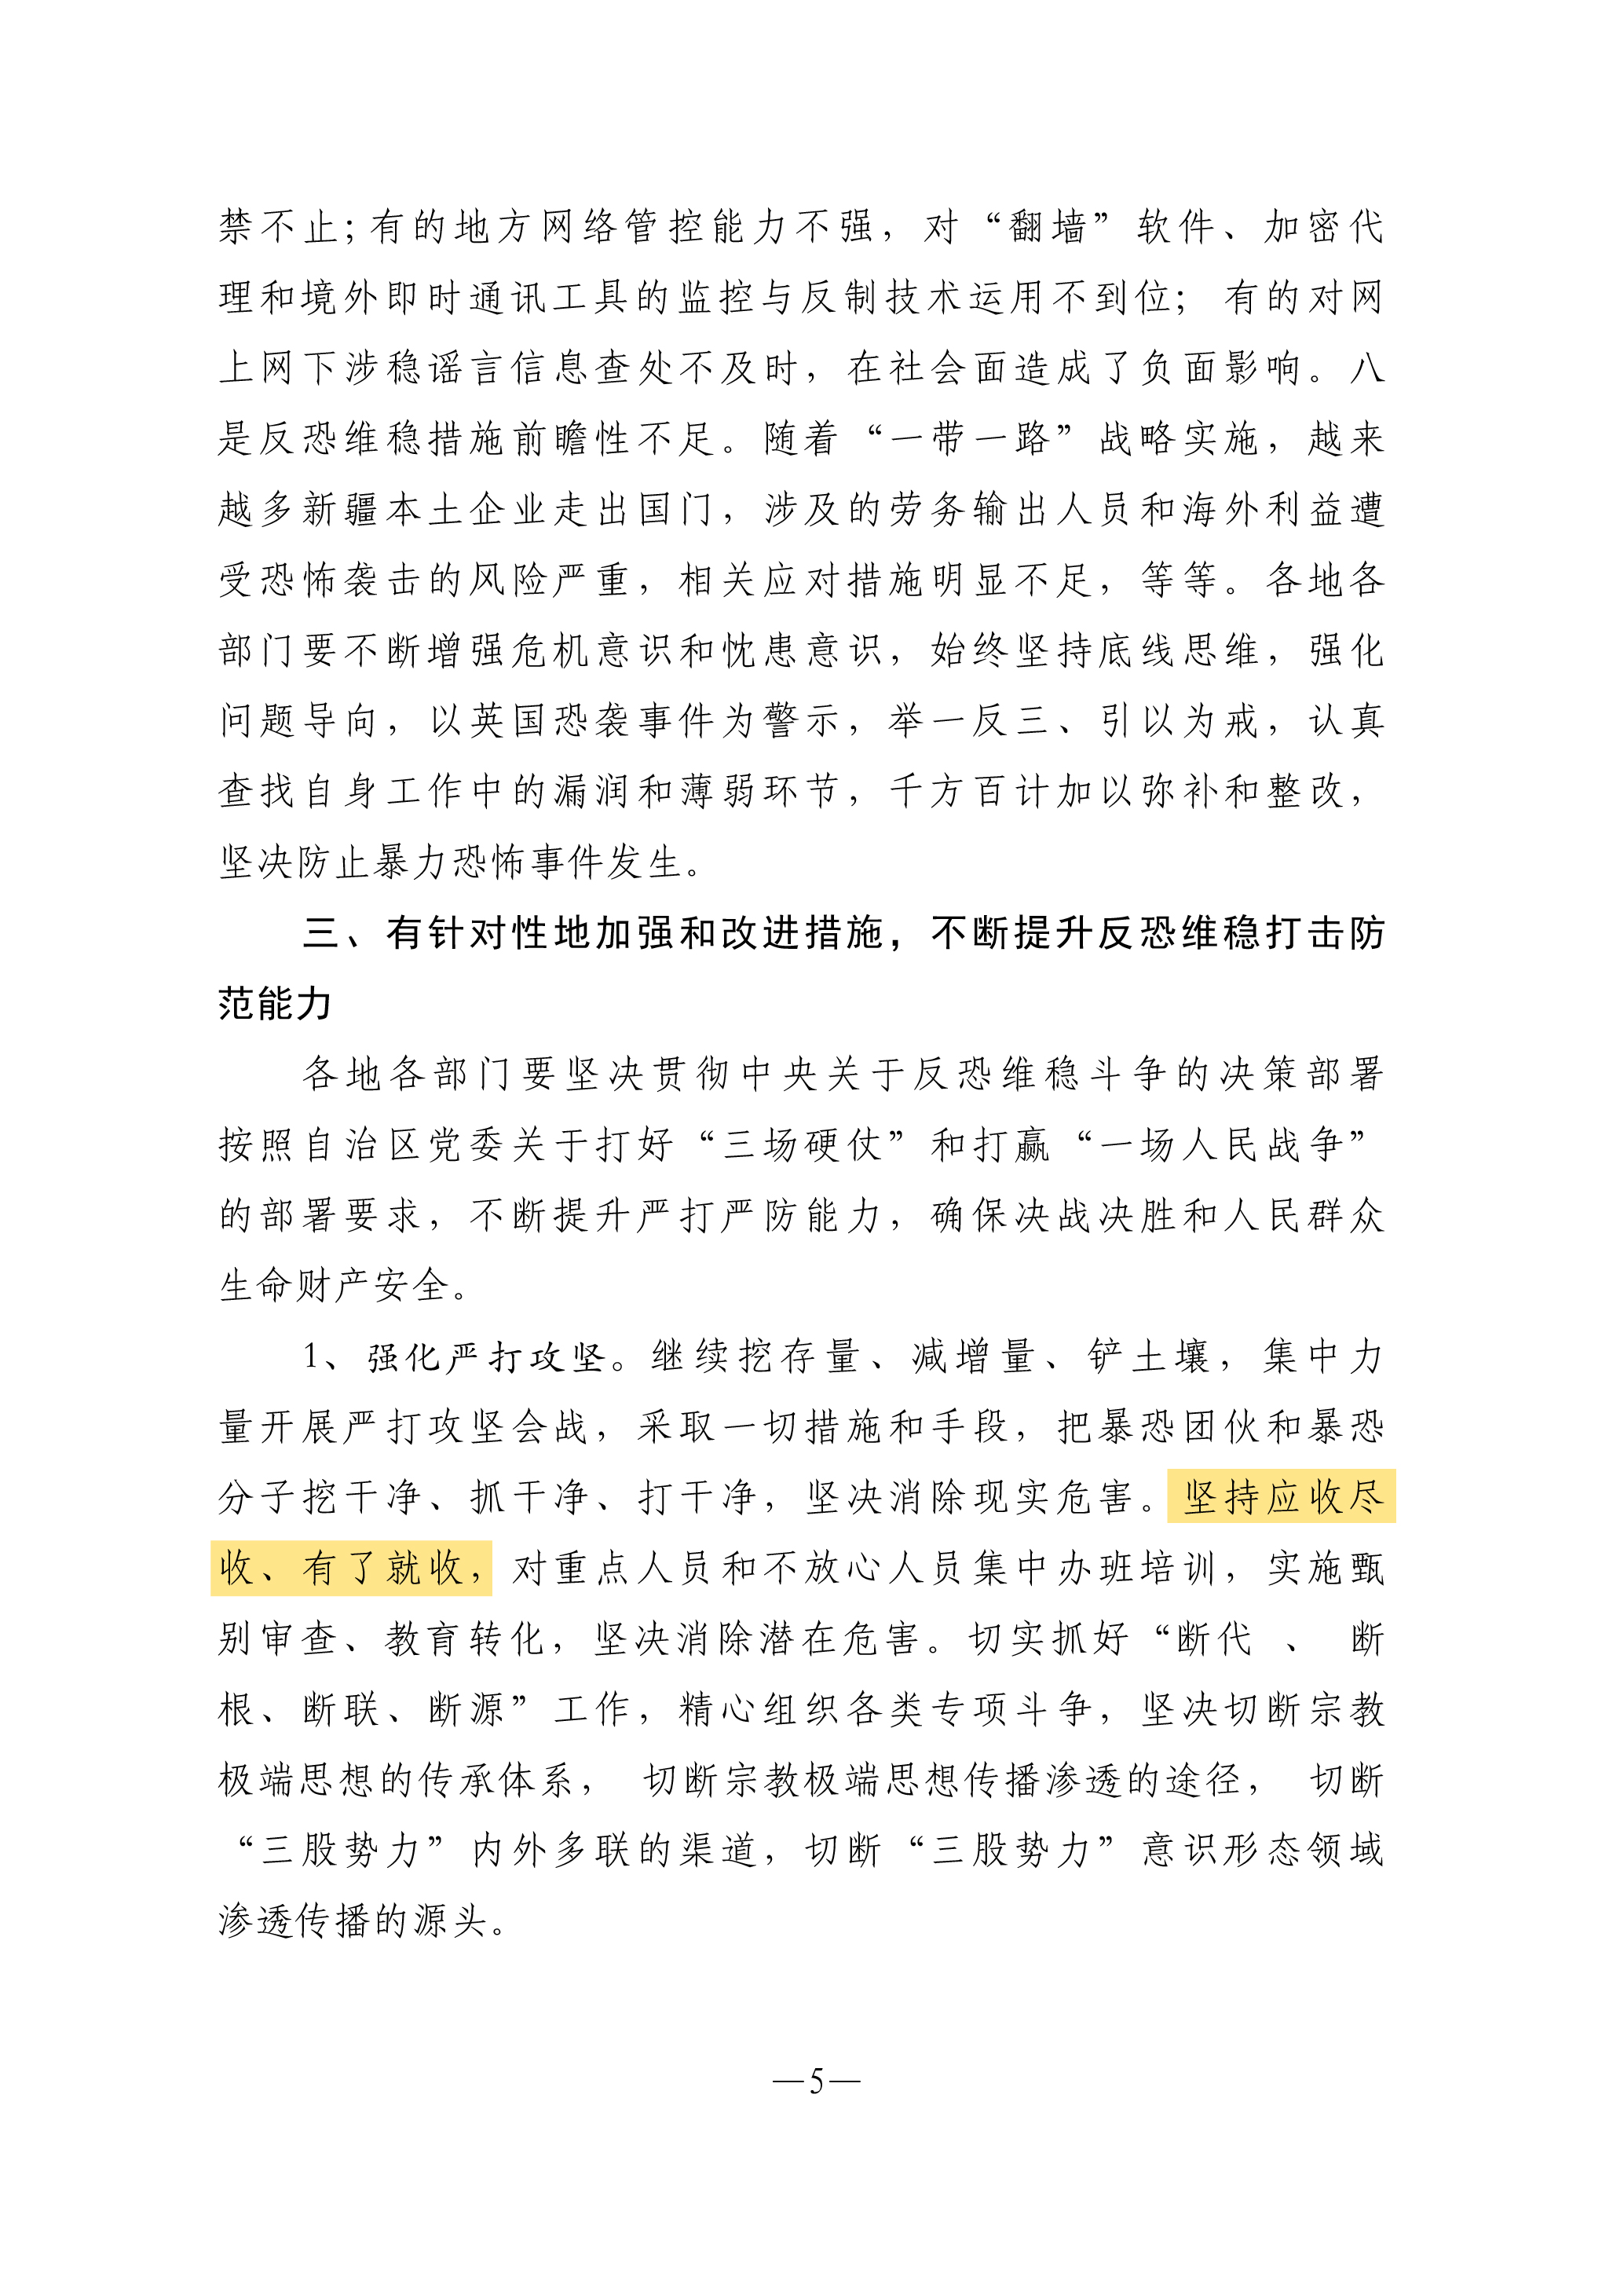 禁不止；有的地方网络管控能力不强，对“翻墙”软件、加密代
理和境外即时通讯工具的监控与反制技术运用不到位； 有的对网
上网下涉稳谣言信息查处不及时，在社会面造成了负面影响。八
是反恐维稳措施前瞻性不足。随着“一带一路”战略实施，越来
越多新疆本土企业走出国门，涉及的劳务输出人员和海外利益遭
受恐怖袭击的风险严重，相关应对措施明显不足，等等。各地各
部门要不断增强危机意识和忱患意识，始终坚持底线思维，强化
问题导向，以英国恐袭事件为警示，举一反三、引以为戒，认真
查找自身工作中的漏润和薄弱环节，千方百计加以弥补和整改，
坚决防止暴力恐怖事件发生。
三、有针对性地加强和改进措施，不断提升反恐维稳打击防
范能力
各地各部门要坚决贯彻中央关于反恐维稳斗争的决策部署
按照自治区党委关于打好“三场硬仗”和打赢“一场人民战争”
的部署要求，不断提升严打严防能力，确保决战决胜和人民群众
生命财产安全。
1、强化严打攻坚。继续挖存量、减增量、铲土壤，集中力
量开展严打攻坚会战，采取一切措施和手段，把暴恐团伙和暴恐
分子挖干净、抓干净、打干净，坚决消除现实危害。坚持应收尽
收、有了就收，对重点人员和不放心人员集中办班培训，实施甄
别审查、教育转化，坚决消除潜在危害。切实抓好“断代 、 断
根、断联、断源”工作，精心组织各类专项斗争，坚决切断宗教
极端思想的传承体系， 切断宗教极端思想传播渗透的途径， 切断
“三股势力”内外多联的渠道，切断“三股势力”意识形态领域
渗透传播的源头。
—5—